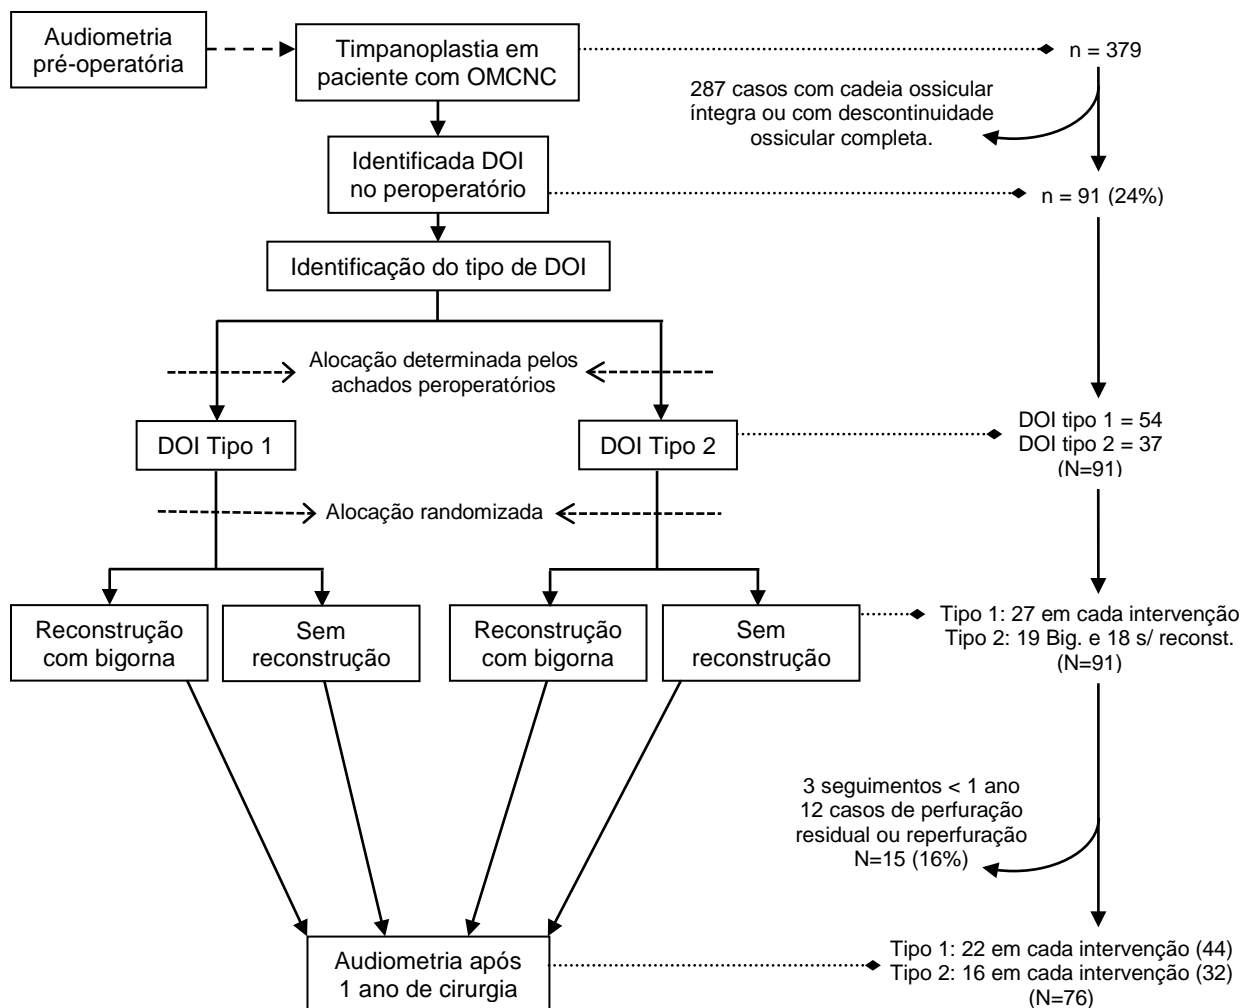 Audiometria
pré-operatória
Timpanoplastia em
paciente com OMCNC
n = 379
287 casos com cadeia ossicular
íntegra ou com descontinuidade
ossicular completa.
Identificada DOI
no peroperatório
n = 91 (24%)
Identificação do tipo de DOI
Alocação determinada pelos
achados peroperatórios
DOI Tipo 1
DOI Tipo 2
DOI tipo 1 = 54
DOI tipo 2 = 37
(N=91)
Alocação randomizada
Reconstrução
com bigorna
Sem
reconstrução
Reconstrução
com bigorna
Sem
reconstrução
Tipo 1: 27 em cada intervenção
Tipo 2: 19 Big. e 18 s/ reconst.
(N=91)
3 seguimentos < 1 ano
12 casos de perfuração
residual ou reperfuração
N=15 (16%)
Audiometria após
1 ano de cirurgia
Tipo 1: 22 em cada intervenção (44)
Tipo 2: 16 em cada intervenção (32)
(N=76)